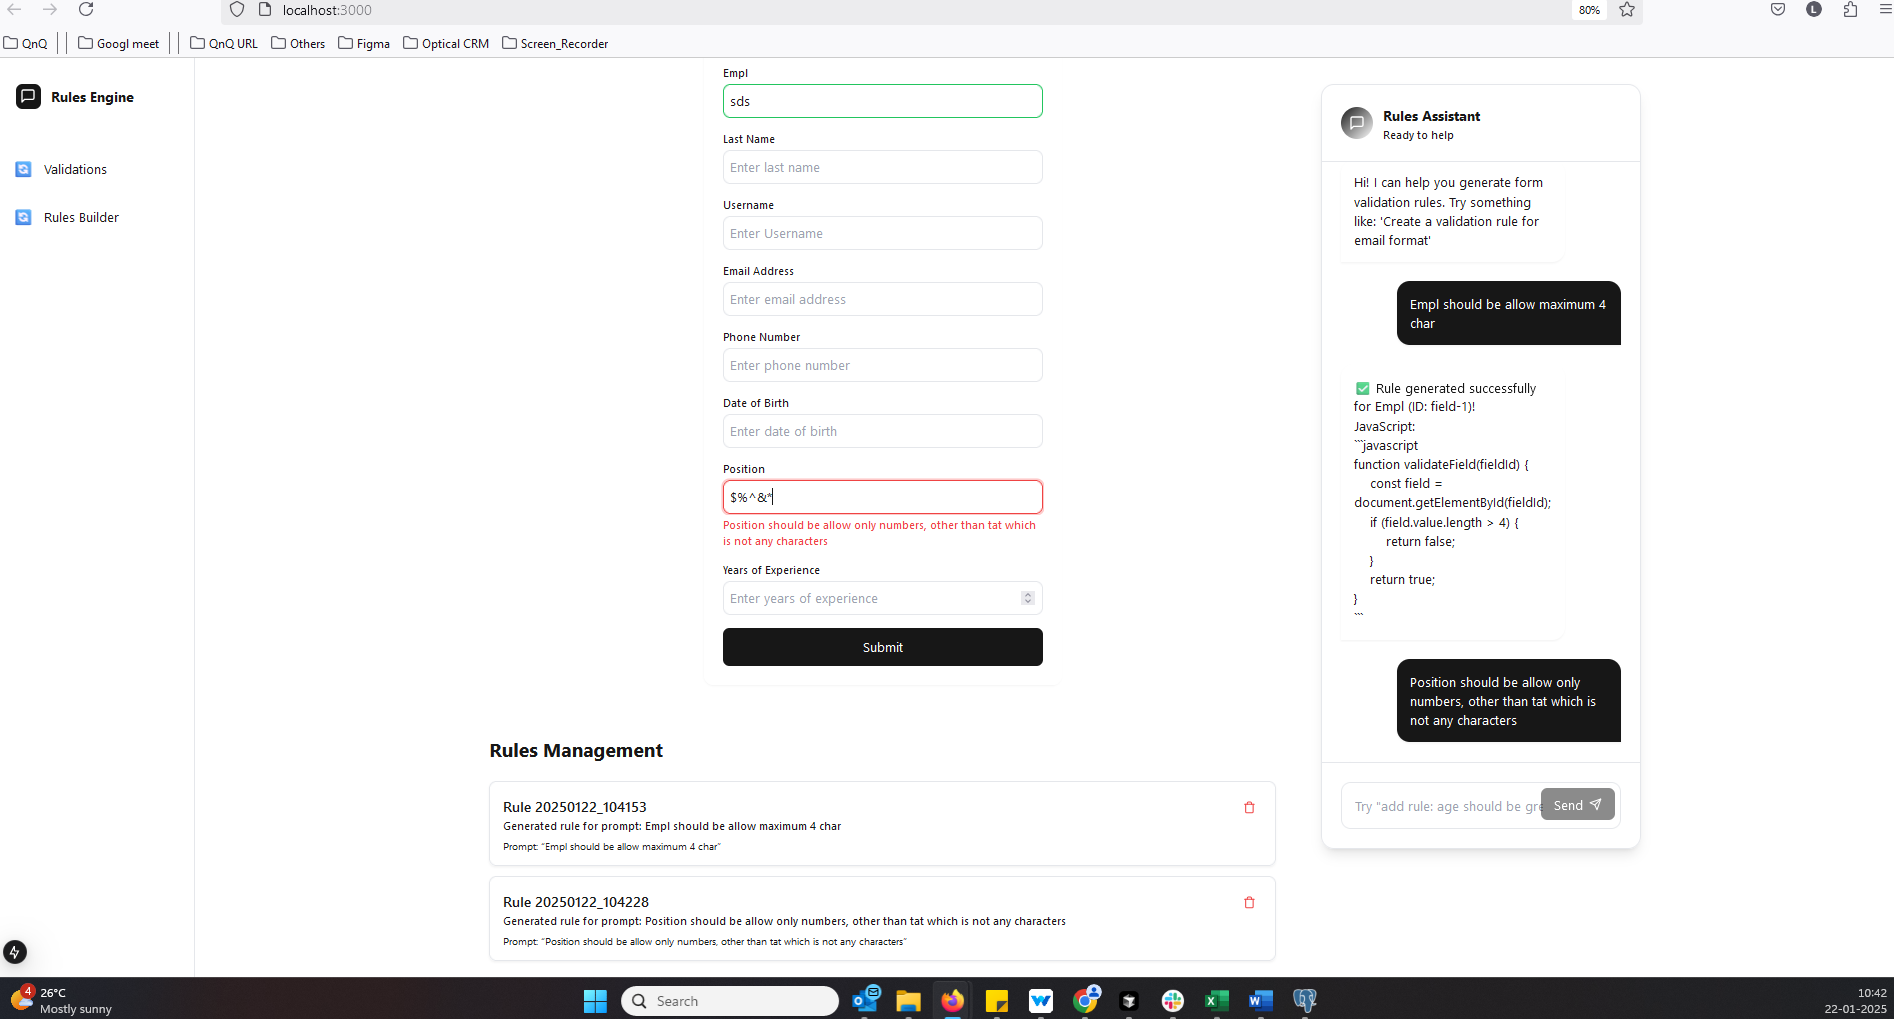 localhost:3000
80%
L
QnQ
Googl meet
QnQ URL
Others
Figma
Optical CRM
Screen_Recorder
Rules Engine
Validations
Rules Builder
Empl
sds
Last Name
Enter last name
Username
Enter Username
Email Address
Enter email address
Phone Number
Enter phone number
Date of Birth
Enter date of birth
Position
$%^&*
Position should be allow only numbers, other than tat which
is not any characters
Years of Experience
Enter years of experience
Submit
Rules Management
Rule 20250122_104153
Generated rule for prompt: Empl should be allow maximum 4 char
Prompt: "Empl should be allow maximum 4 char"
Rule 20250122_104228
Generated rule for prompt: Position should be allow only numbers, other than tat which is not any characters
Prompt: "Position should be allow only numbers, other than tat which is not any characters"
Rules Assistant
Ready to help
Hi! I can help you generate form
validation rules. Try something
like: 'Create a validation rule for
email format'
Empl should be allow maximum 4
char
✅ Rule generated successfully
for Empl (ID: field-1)!
JavaScript:
```javascript
function validateField(fieldId) {
const field =
document.getElementById(fieldId);
if (field.value.length > 4) {
return false;
}
return true;
}
```
Position should be allow only
numbers, other than tat which is
not any characters
Try "add rule: age should be gre
Send
4
26°C
Mostly sunny
Search
10:42
22-01-2025